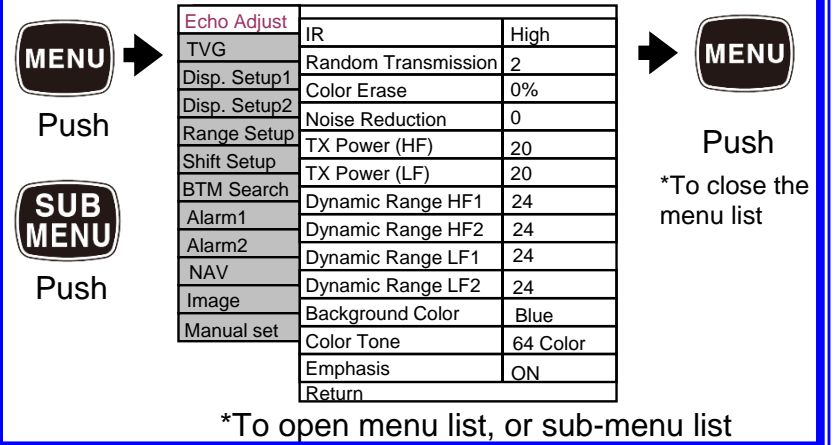 MENU
Push
SUB
MENU
Push
Echo Adjust
TVG
Disp. Setup1
Disp. Setup2
Range Setup
Shift Setup
BTM Search
Alarm1
Alarm2
NAV
Image
Manual set
IR High
Random Transmission 2
Color Erase 0%
Noise Reduction 0
TX Power (HF) 20
TX Power (LF) 20
Dynamic Range HF1 24
Dynamic Range HF2 24
Dynamic Range LF1 24
Dynamic Range LF2 24
Background Color Blue
Color Tone 64 Color
Emphasis ON
Return
MENU
Push
*To close the
menu list
*To open menu list, or sub-menu list